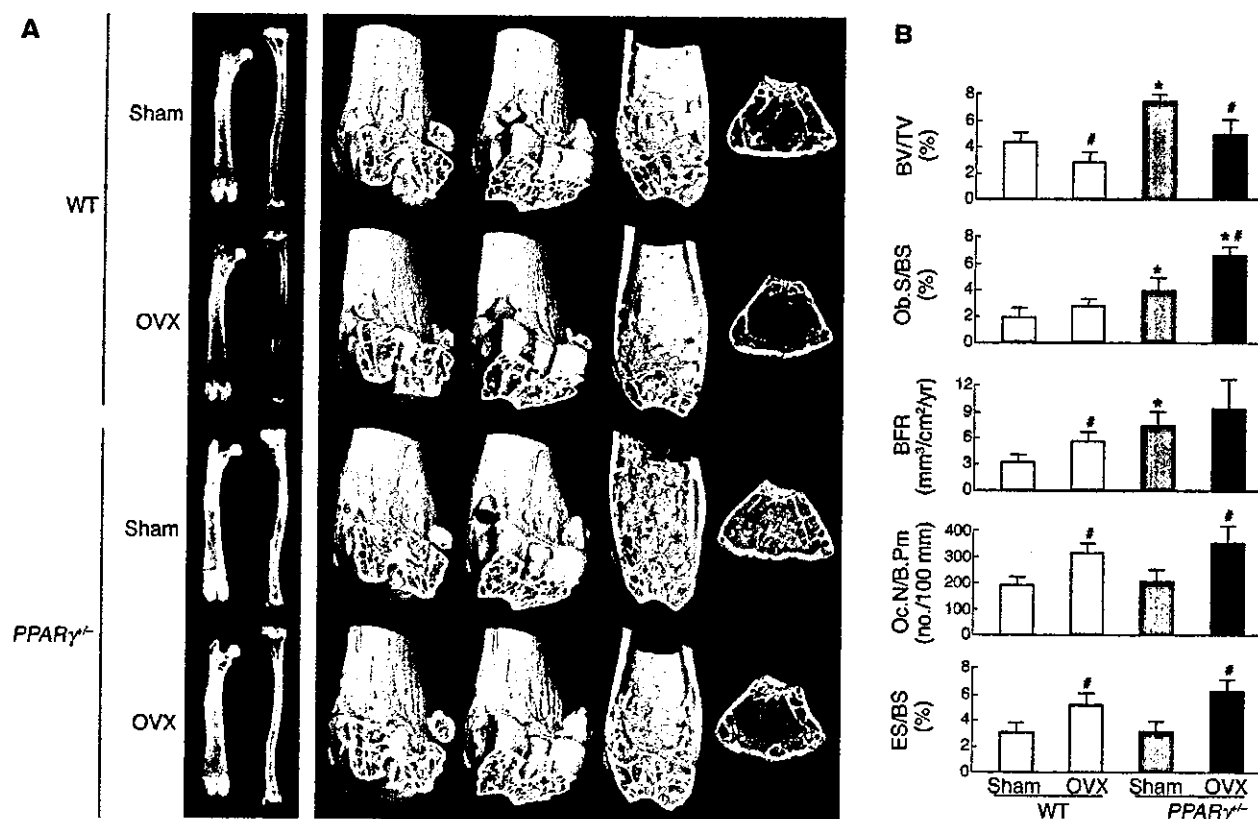 A
Sham
WT
OVX
Sham
PPARγ+/–
OVX
B
BV/TV
(%)
8
6
4
2
0
#
*
#
Ob.S/BS
(%)
8
6
4
2
0
*
*#
BFR
(mm³/cm²/yr)
12
9
6
3
0
#
*
Oc.N/B.Pm
(no./100 mm)
400
300
200
100
0
#
#
ES/BS
(%)
8
6
4
2
0
#
#
Sham OVX Sham OVX
WT PPARγ+/–